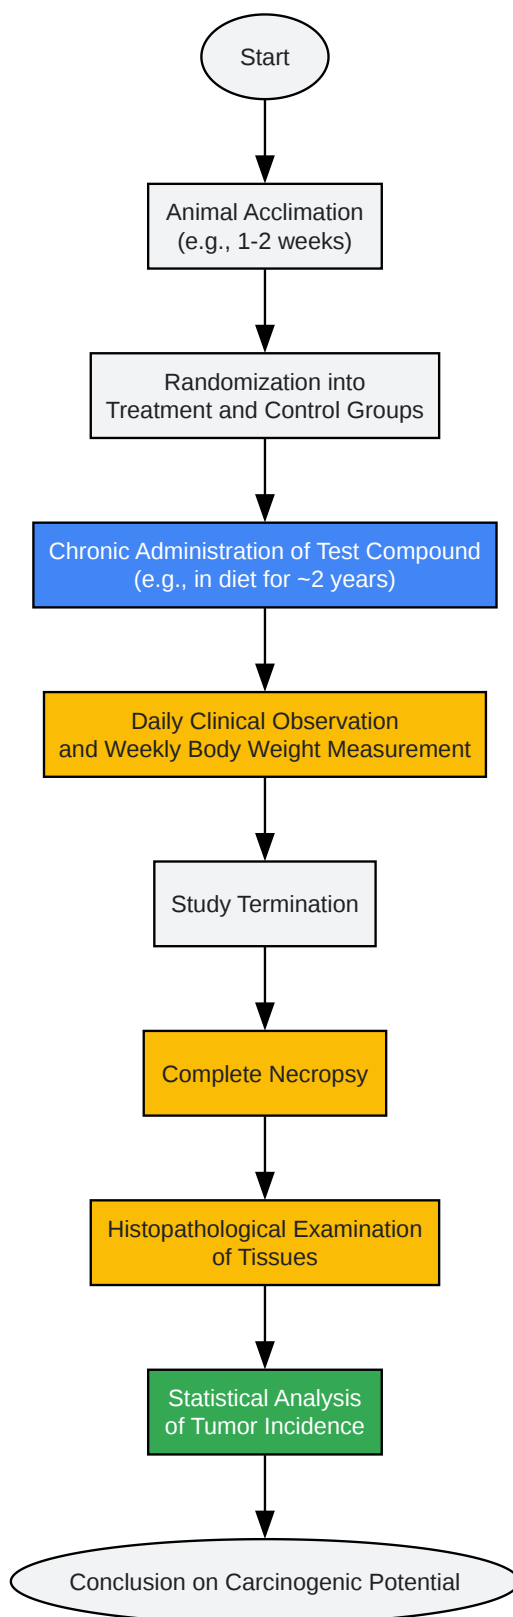 Start
Animal Acclimation
(e.g., 1-2 weeks)
Randomization into
Treatment and Control Groups
Chronic Administration of Test Compound
(e.g., in diet for ~2 years)
Daily Clinical Observation
and Weekly Body Weight Measurement
Study Termination
Complete Necropsy
Histopathological Examination
of Tissues
Statistical Analysis
of Tumor Incidence
Conclusion on Carcinogenic Potential